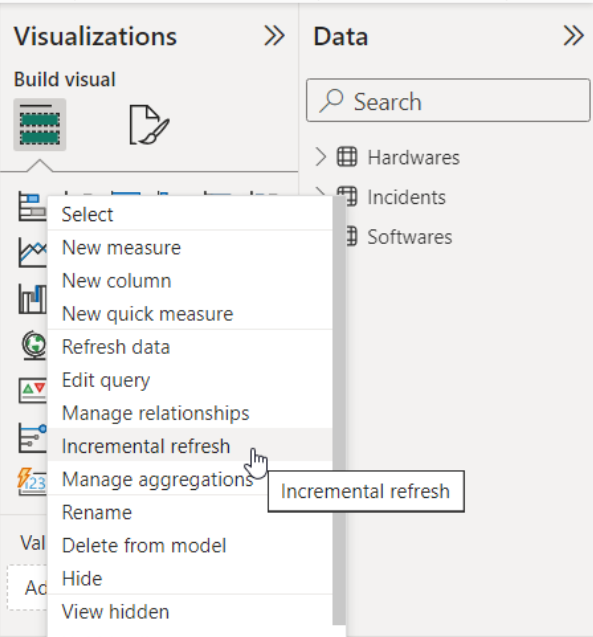 Visualizations
Data
Build visual
Search
Hardwares
Incidents
Softwares
Select
New measure
New column
New quick measure
Refresh data
Edit query
Manage relationships
Incremental refresh
Manage aggregations
Incremental refresh
Rename
Delete from model
Hide
View hidden
123
Val
Ad